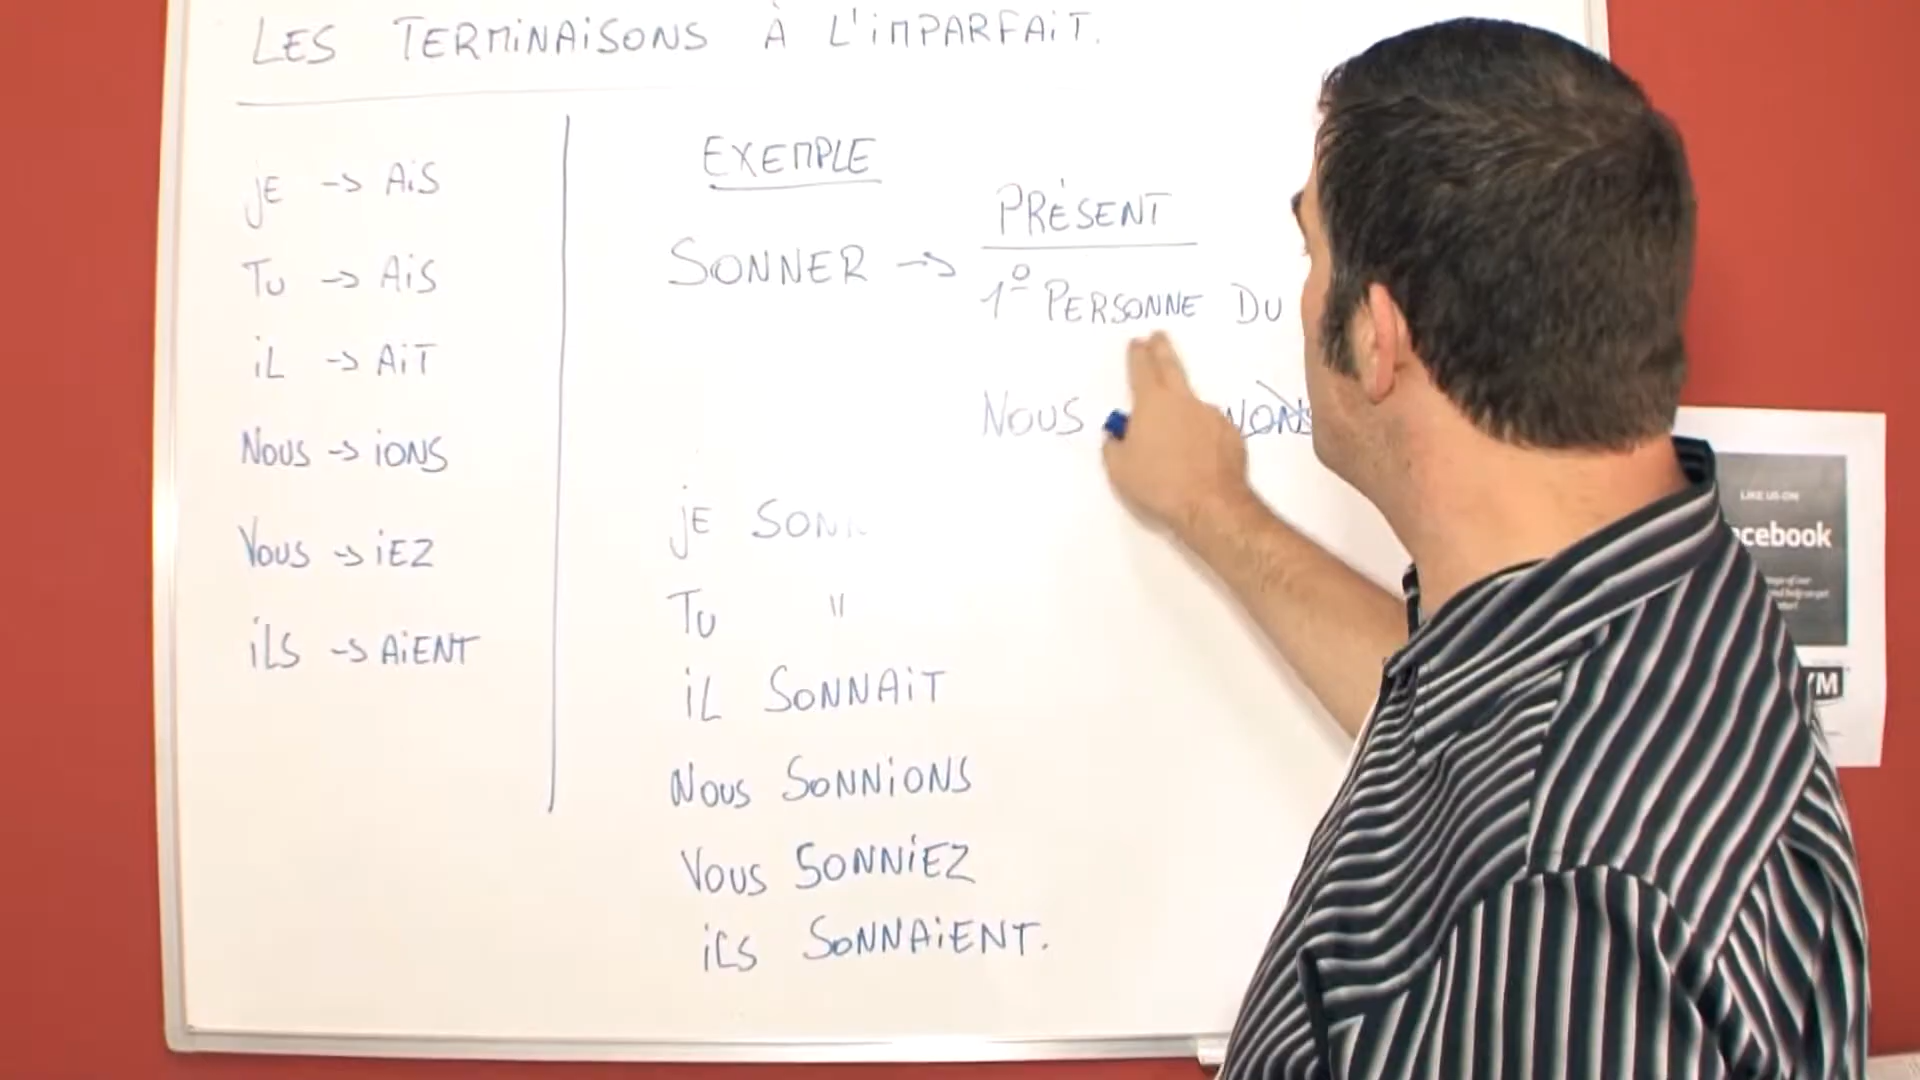 LES TERMINAISONS À L'IMPARFAIT.
JE -> AIS
TU -> AIS
IL -> AIT
NOUS -> IONS
VOUS -> IEZ
ILS -> AIENT
EXEMPLE
SONNER ->
PRÉSENT
1º PERSONNE DU
NOUS
JE SONN
TU "
IL SONNAIT
NOUS SONNIONS
VOUS SONNIEZ
ILS SONNAIENT.
LIKE US ON
acebook